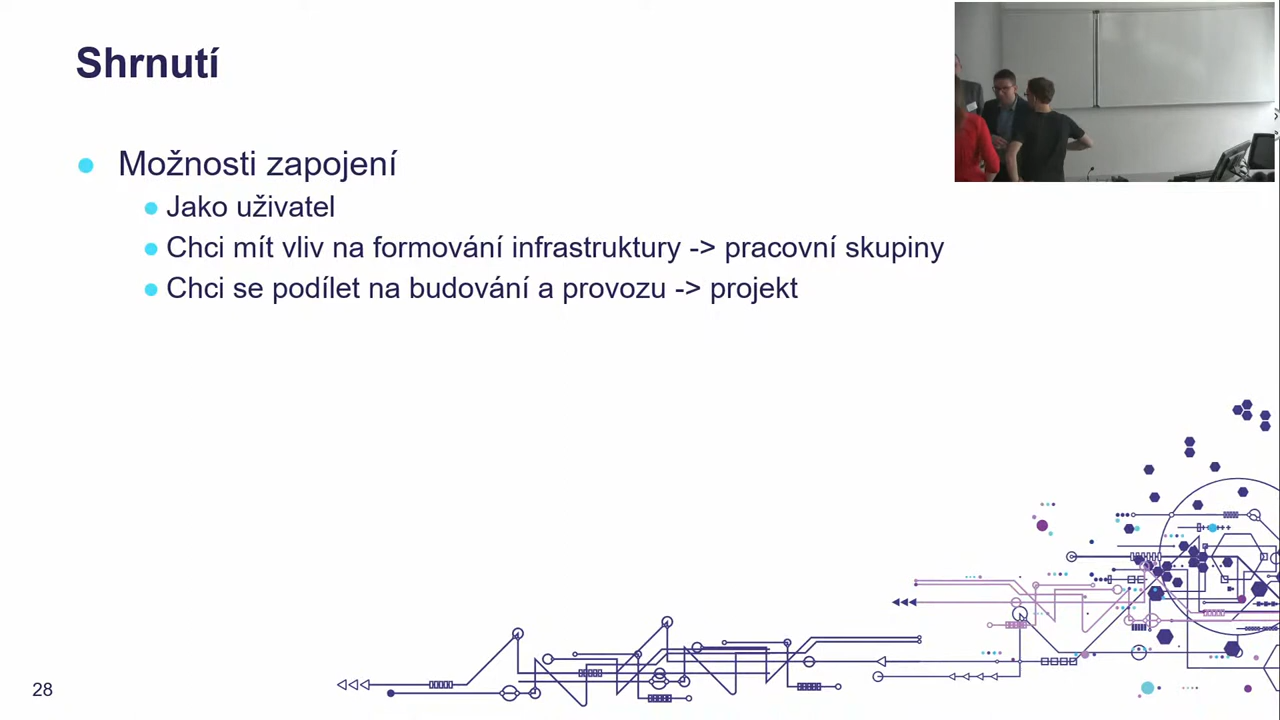 Shrnutí
Možnosti zapojení
Jako uživatel
Chci mít vliv na formování infrastruktury -> pracovní skupiny
Chci se podílet na budování a provozu -> projekt
28